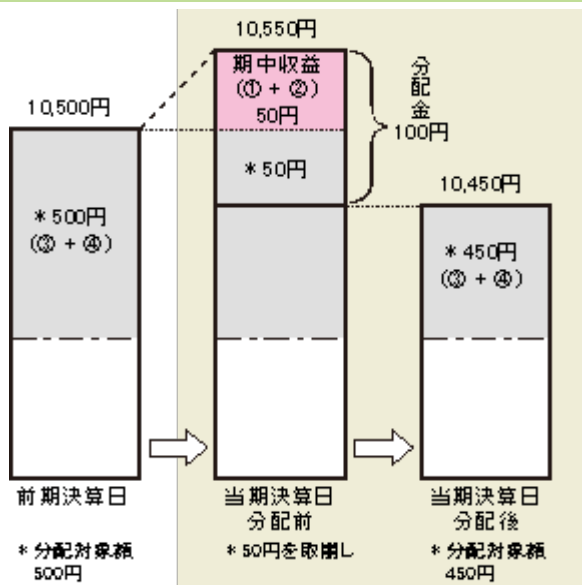 10,550円
期中収益
(① + ②)
50円
分配金
100円
10,500円
*50円
10,450円
*500円
(③ + ④)
*450円
(③ + ④)
前期決算日
当期決算日
分配前
当期決算日
分配後
*分配対象額
500円
*50円を取崩し
*分配対象額
450円